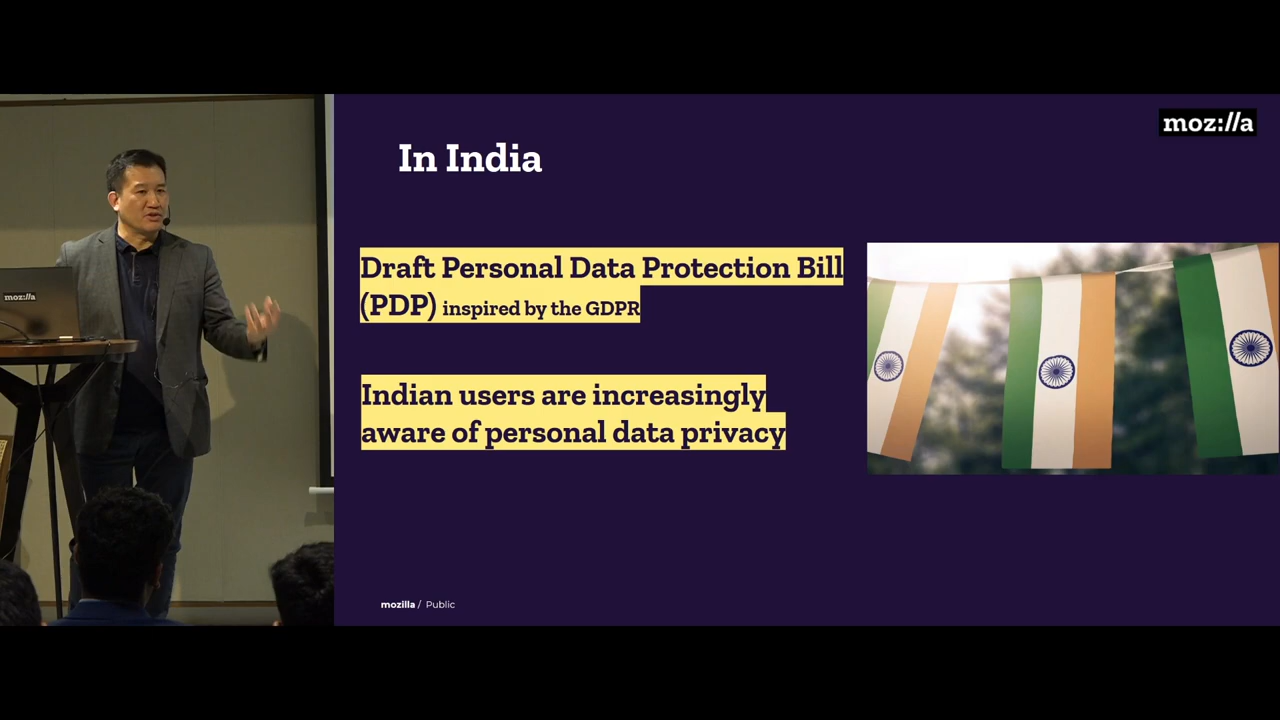 moz://a
In India
Draft Personal Data Protection Bill
(PDP) inspired by the GDPR
Indian users are increasingly
aware of personal data privacy
moz://a
mozilla / Public